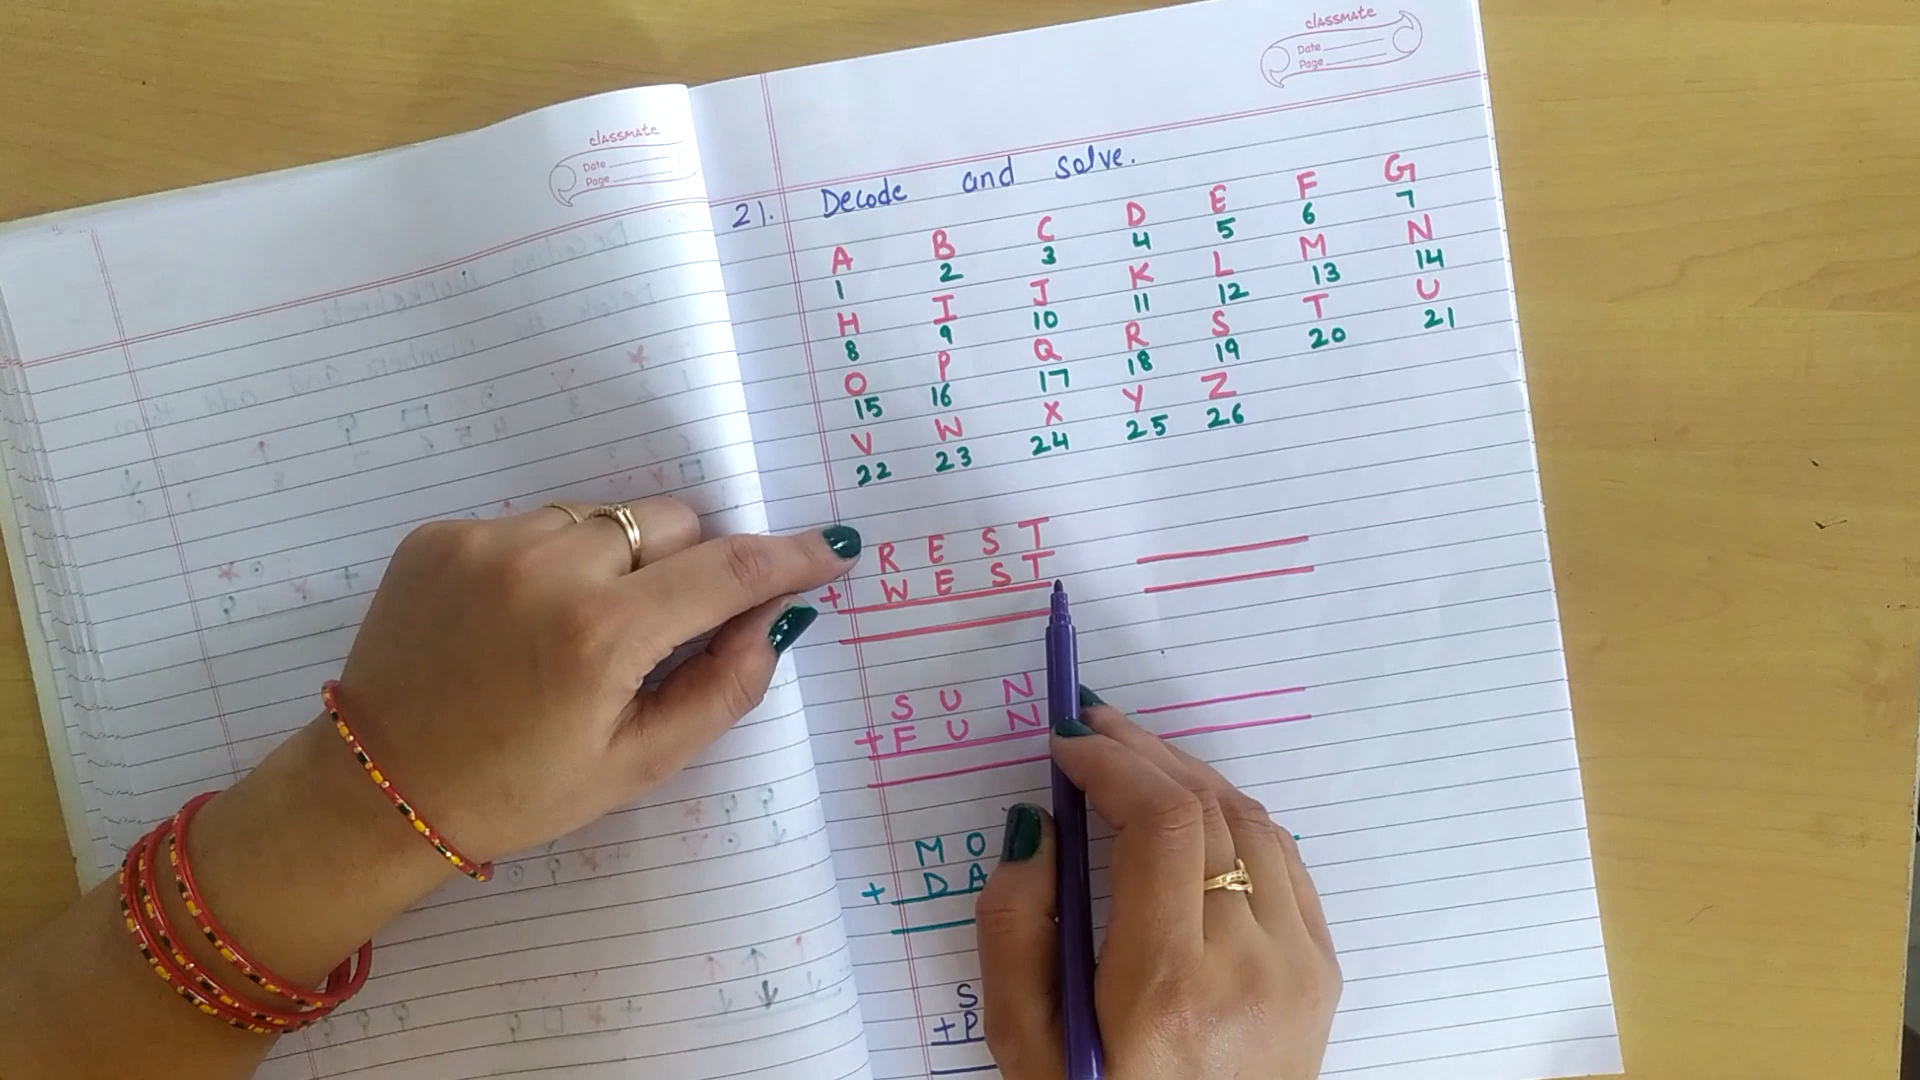 classmate
Date
Page
classmate
Date
Page
21. Decode and solve.
A B C D E F G
1 2 3 4 5 6 7
H I J K L M N
8 9 10 11 12 13 14
O P Q R S T U
15 16 17 18 19 20 21
V W X Y Z
22 23 24 25 26
R E S T
+ W E S T
S U N
+ F U N
M O
+ D A
S
+ P